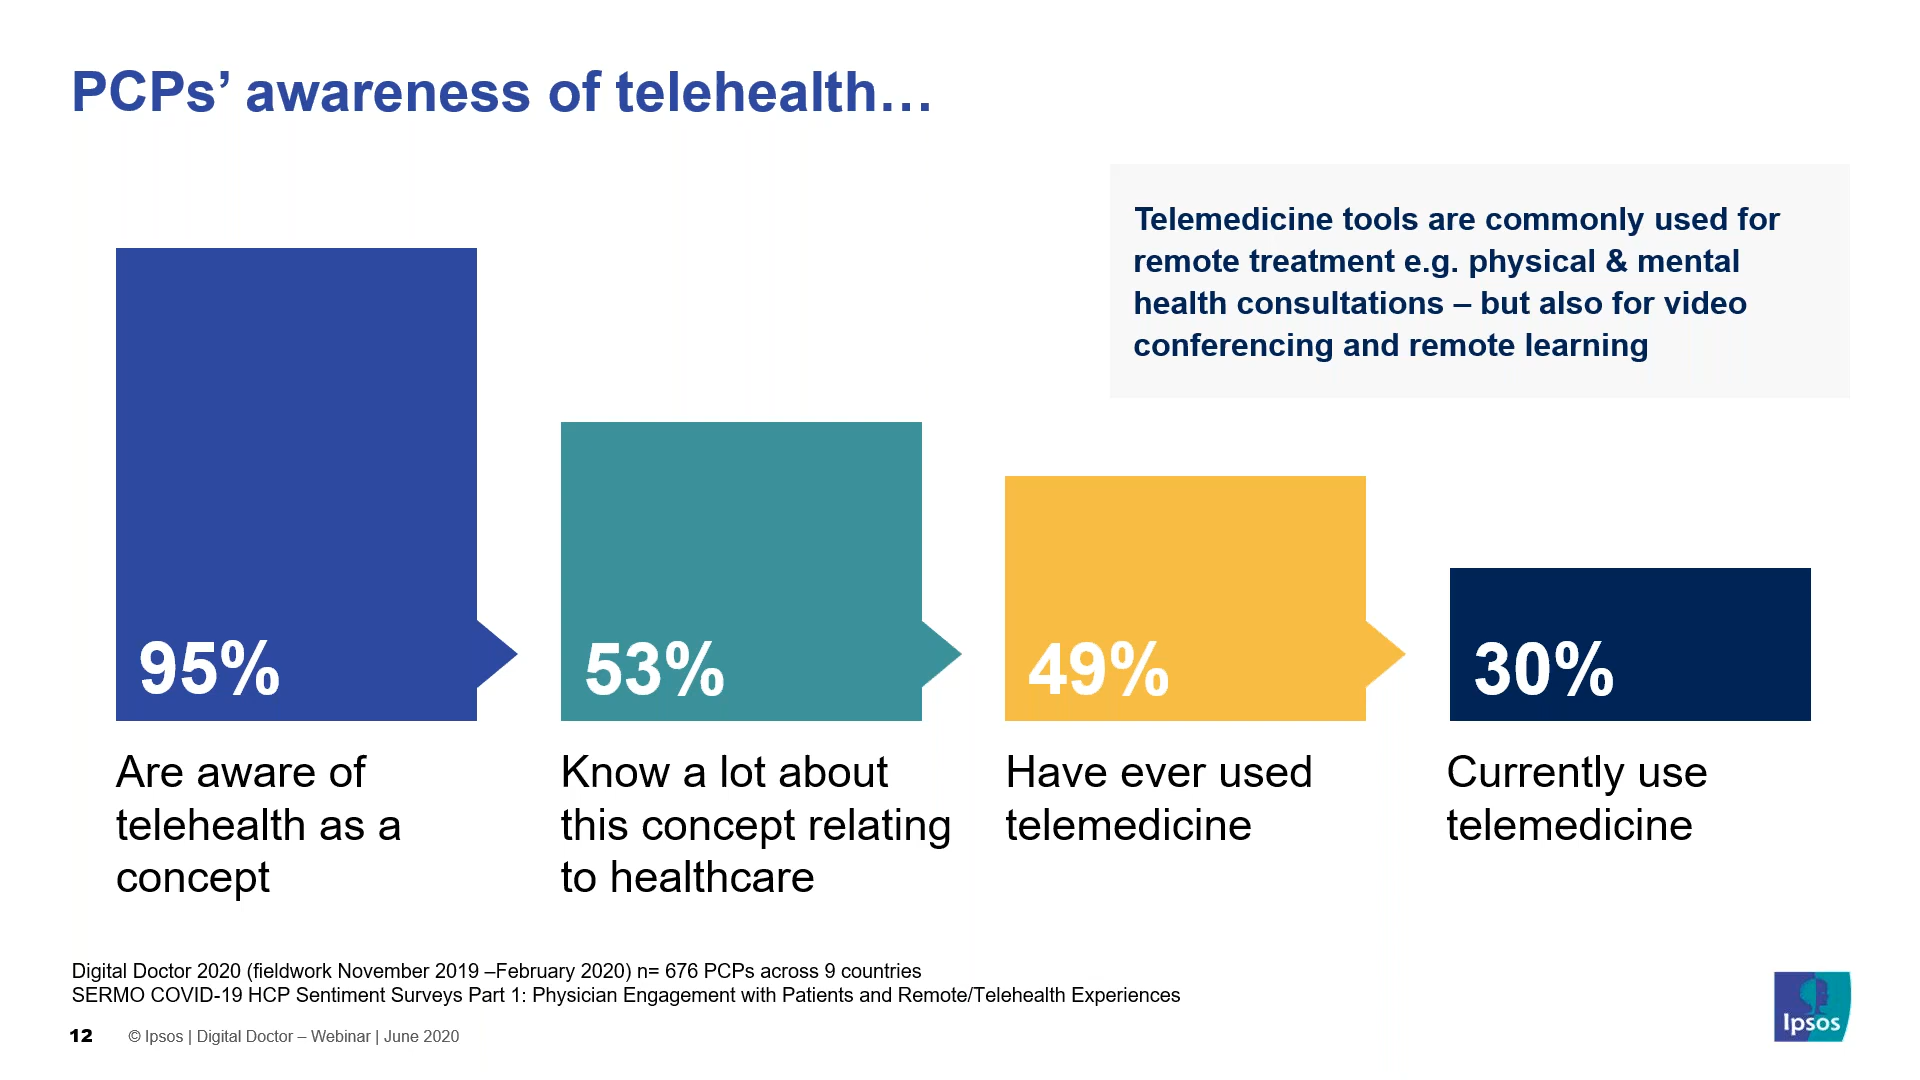 PCPs’ awareness of telehealth…
Telemedicine tools are commonly used for
remote treatment e.g. physical & mental
health consultations – but also for video
conferencing and remote learning
95%
Are aware of
telehealth as a
concept
53%
Know a lot about
this concept relating
to healthcare
49%
Have ever used
telemedicine
30%
Currently use
telemedicine
Digital Doctor 2020 (fieldwork November 2019 –February 2020) n= 676 PCPs across 9 countries
SERMO COVID-19 HCP Sentiment Surveys Part 1: Physician Engagement with Patients and Remote/Telehealth Experiences
12 © Ipsos | Digital Doctor – Webinar | June 2020
Ipsos